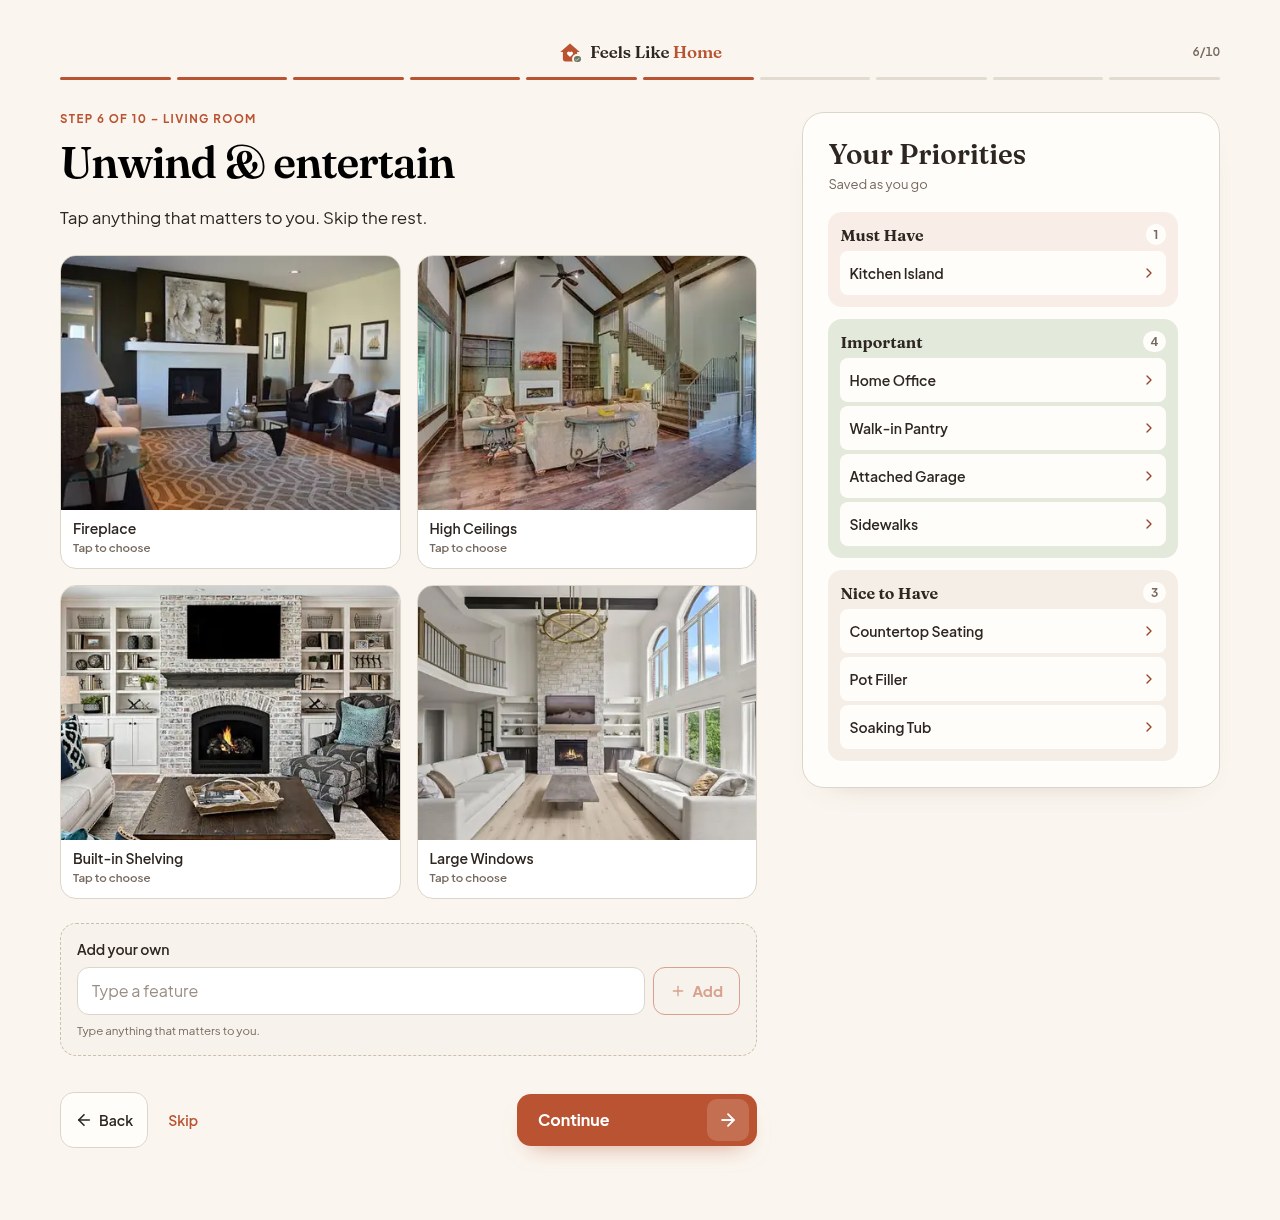 Feels Like Home
6/10
STEP 6 OF 10 – LIVING ROOM
Unwind & entertain
Tap anything that matters to you. Skip the rest.
Fireplace
Tap to choose
High Ceilings
Tap to choose
Built-in Shelving
Tap to choose
Large Windows
Tap to choose
Add your own
Type a feature
+ Add
Type anything that matters to you.
Back
Skip
Continue
Your Priorities
Saved as you go
Must Have
1
Kitchen Island
Important
4
Home Office
Walk-in Pantry
Attached Garage
Sidewalks
Nice to Have
3
Countertop Seating
Pot Filler
Soaking Tub